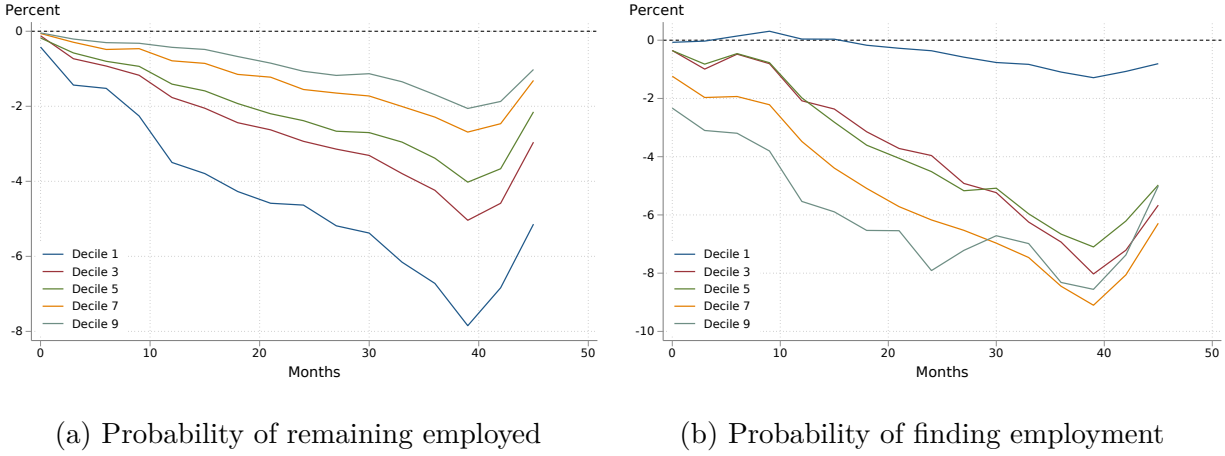 Percent
0
-2
-4
-6
-8
Decile 1
Decile 3
Decile 5
Decile 7
Decile 9
0 10 20 30 40 50
Months
(a) Probability of remaining employed
Percent
0
-2
-4
-6
-8
-10
Decile 1
Decile 3
Decile 5
Decile 7
Decile 9
0 10 20 30 40 50
Months
(b) Probability of finding employment